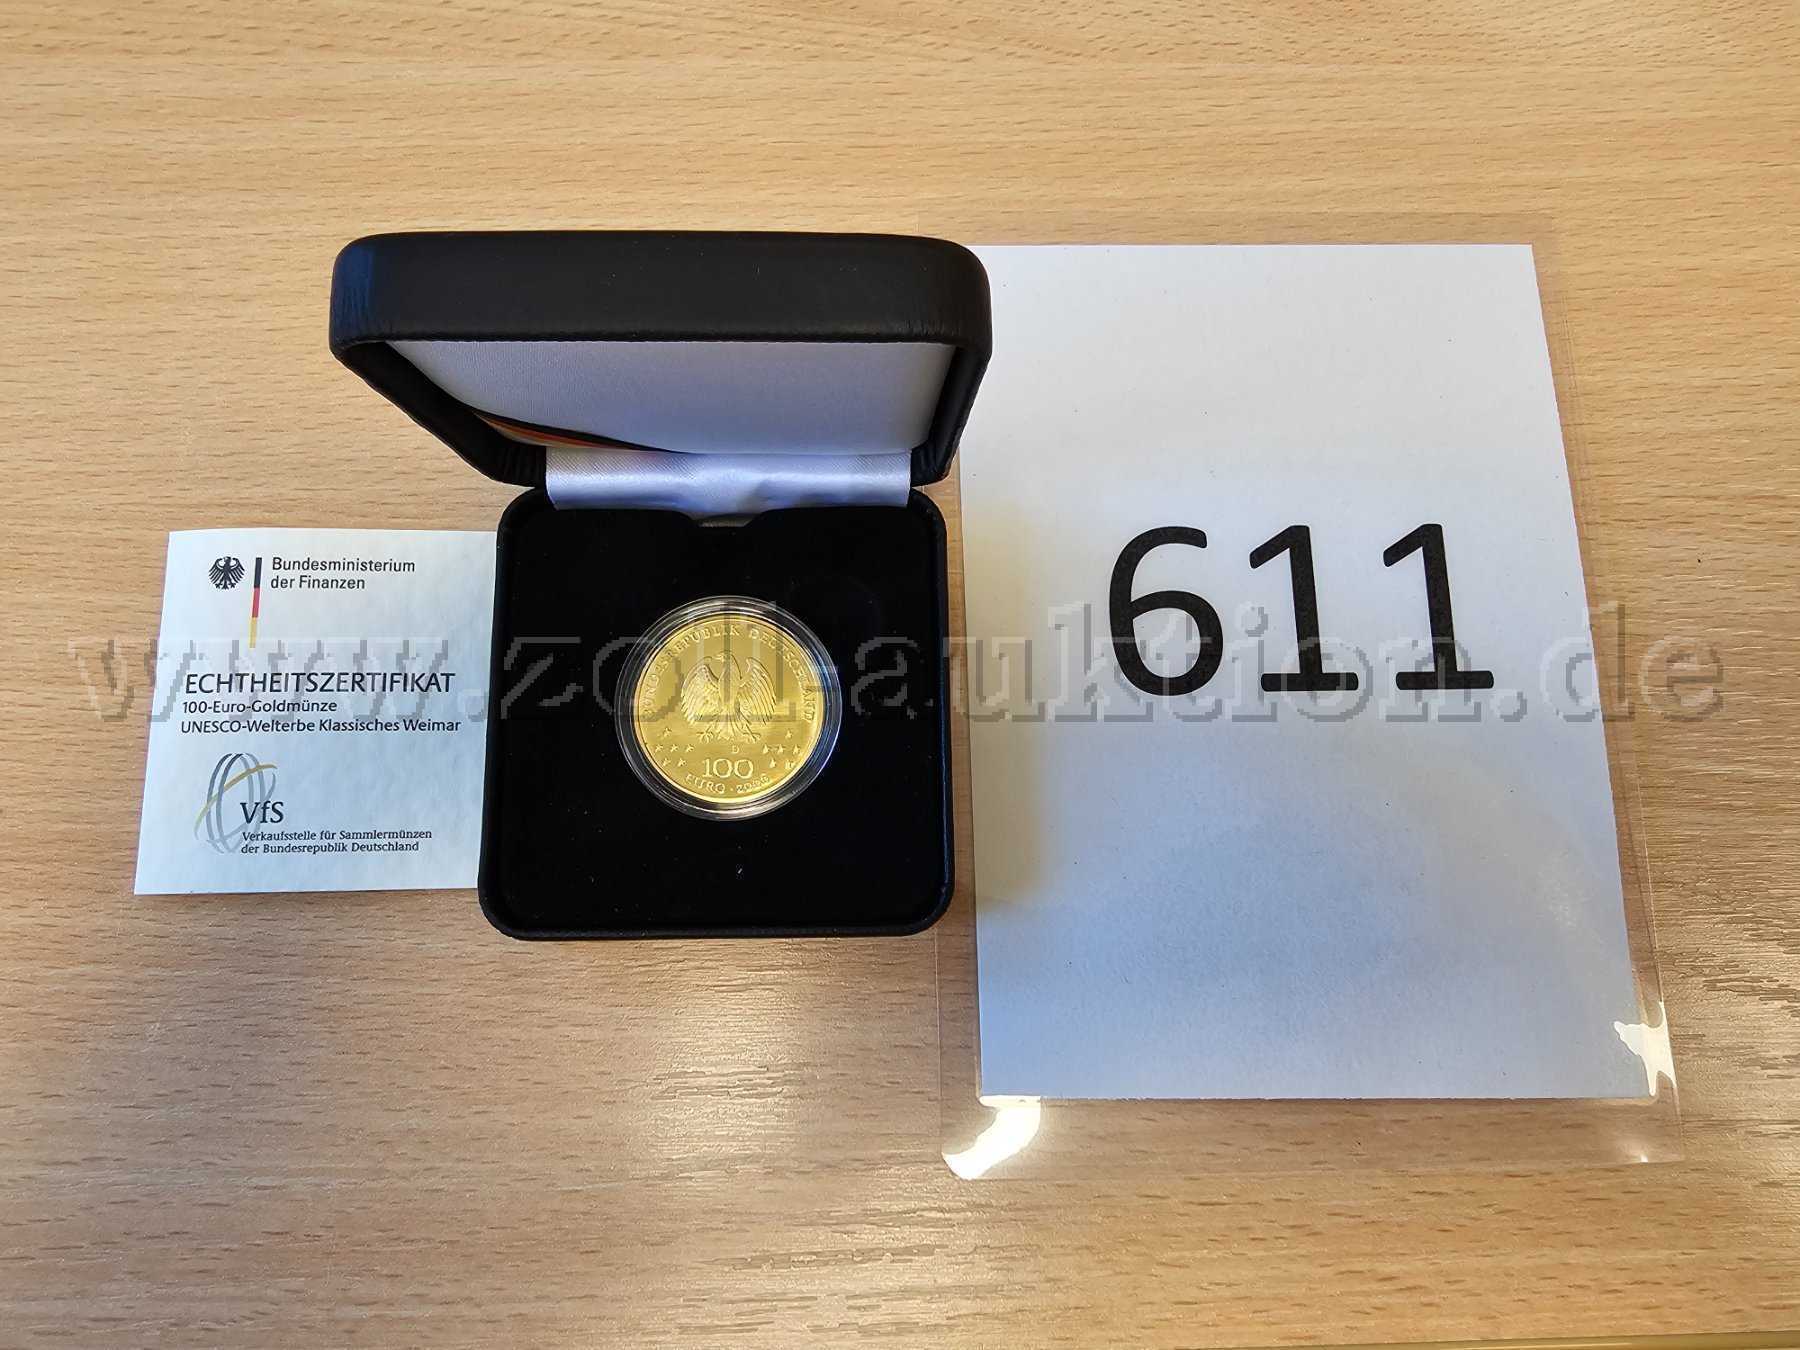 Bundesministerium
der Finanzen
ECHTHEITSZERTIFIKAT
100-Euro-Goldmünze
UNESCO-Welterbe Klassisches Weimar
VfS
Verkaufsstelle für Sammlermünzen
der Bundesrepublik Deutschland
BUNDESREPUBLIK DEUTSCHLAND
D
100
EURO · 2006
611
www.zoll-auktion.de